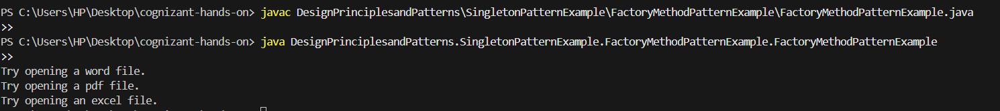 PS C:\Users\HP\Desktop\cognizant-hands-on> javac DesignPrinciplesandPatterns\SingletonPatternExample\FactoryMethodPatternExample\FactoryMethodPatternExample.java
>>
PS C:\Users\HP\Desktop\cognizant-hands-on> java DesignPrinciplesandPatterns.SingletonPatternExample.FactoryMethodPatternExample.FactoryMethodPatternExample
>>
Try opening a word file.
Try opening a pdf file.
Try opening an excel file.